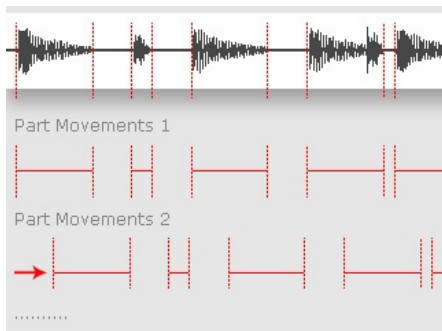 Part Movements 1
Part Movements 2
..........